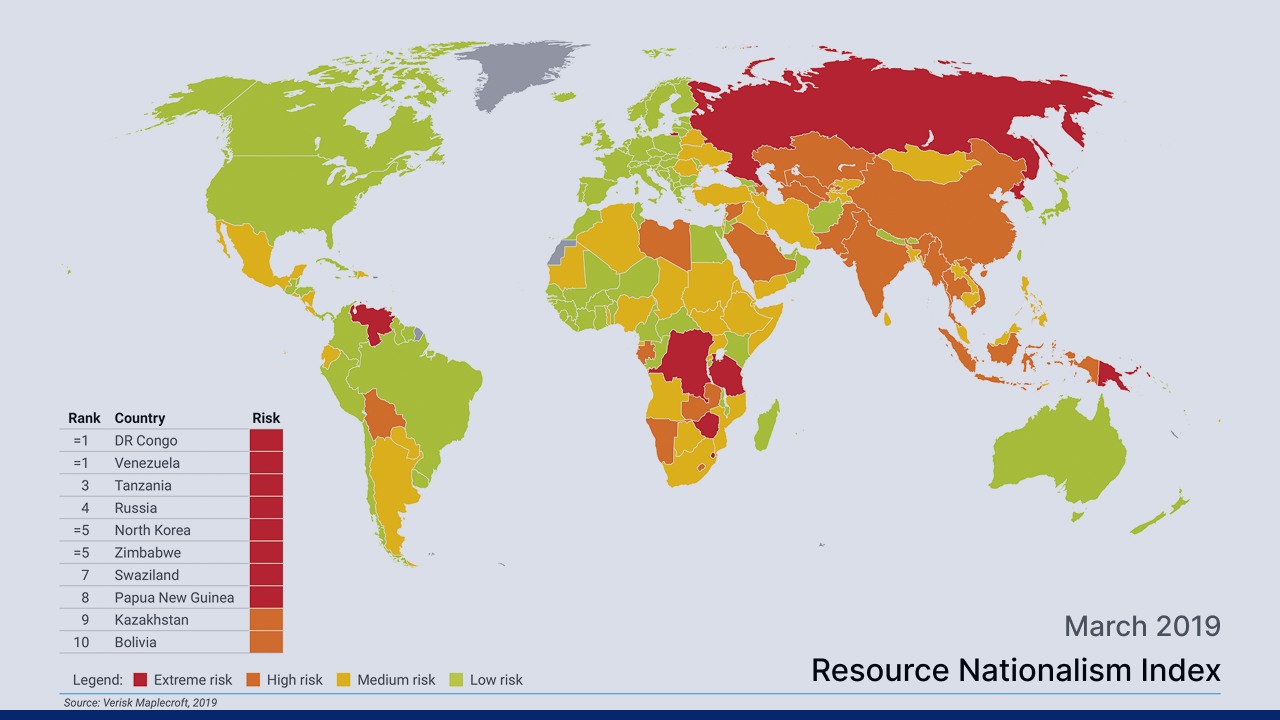 Rank Country Risk
=1 DR Congo
=1 Venezuela
3 Tanzania
4 Russia
=5 North Korea
=5 Zimbabwe
7 Swaziland
8 Papua New Guinea
9 Kazakhstan
10 Bolivia
March 2019
Resource Nationalism Index
Legend: Extreme risk High risk Medium risk Low risk
Source: Verisk Maplecroft, 2019